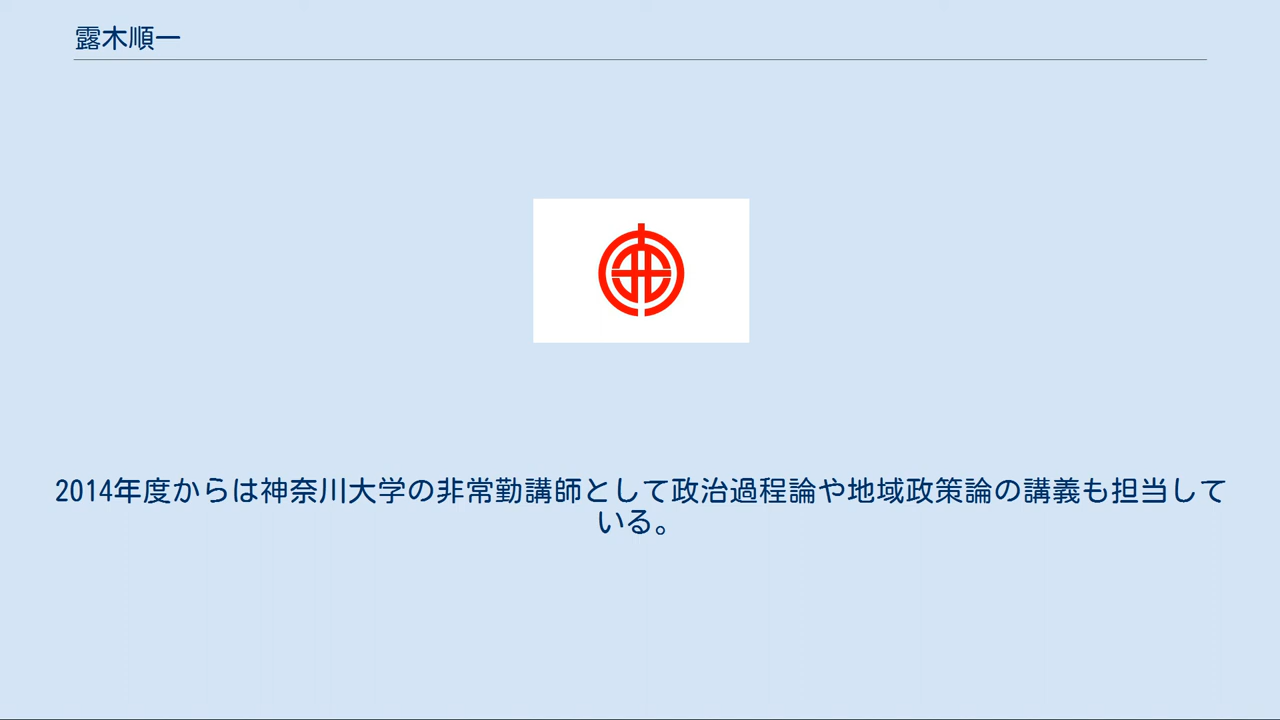 露木順一
2014年度からは神奈川大学の非常勤講師として政治過程論や地域政策論の講義も担当して
いる。